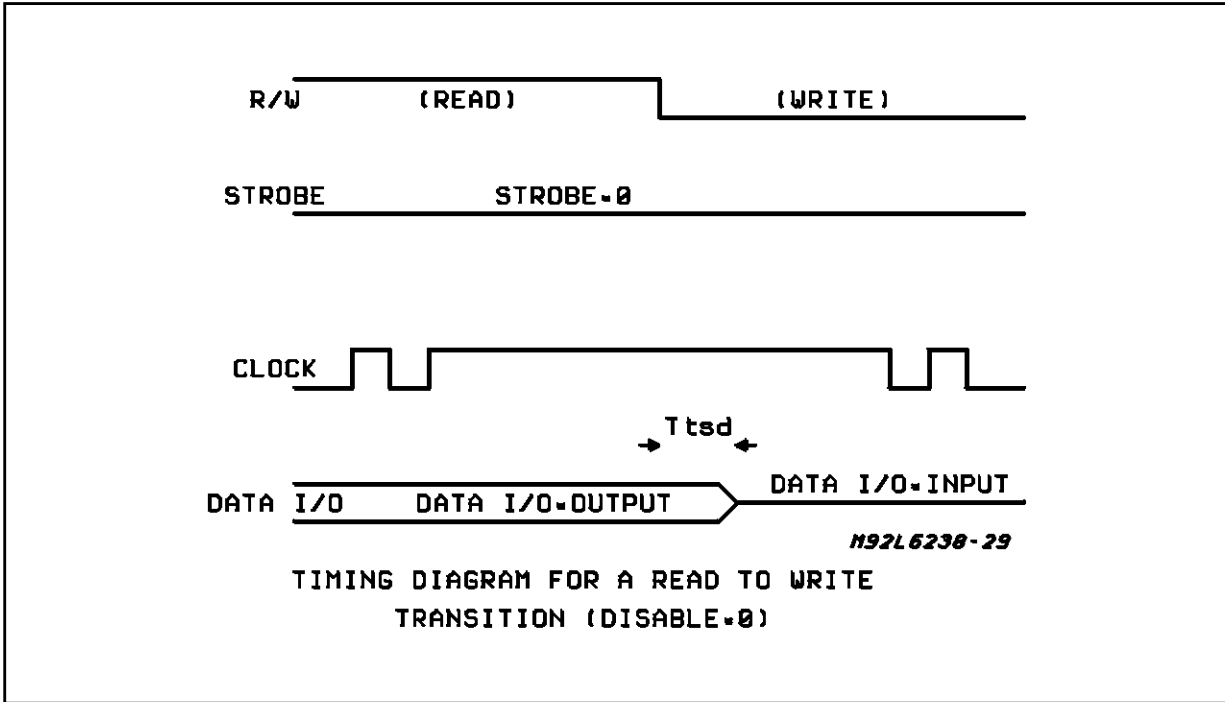 R/W (READ) (WRITE)
STROBE STROBE=0
CLOCK
Ttsd
DATA I/O DATA I/O=OUTPUT DATA I/O=INPUT
M92L6238-29
TIMING DIAGRAM FOR A READ TO WRITE
TRANSITION (DISABLE=0)